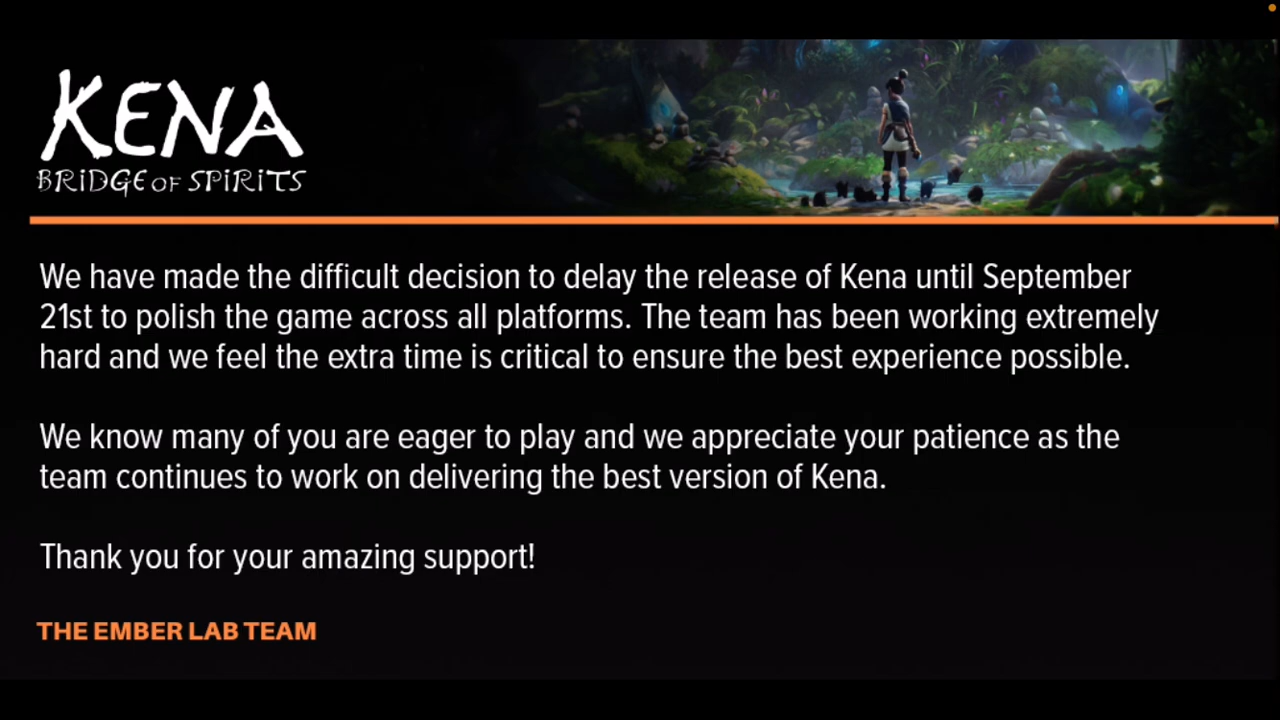 KENA
BRIDGE OF SPIRITS
We have made the difficult decision to delay the release of Kena until September
21st to polish the game across all platforms. The team has been working extremely
hard and we feel the extra time is critical to ensure the best experience possible.
We know many of you are eager to play and we appreciate your patience as the
team continues to work on delivering the best version of Kena.
Thank you for your amazing support!
THE EMBER LAB TEAM